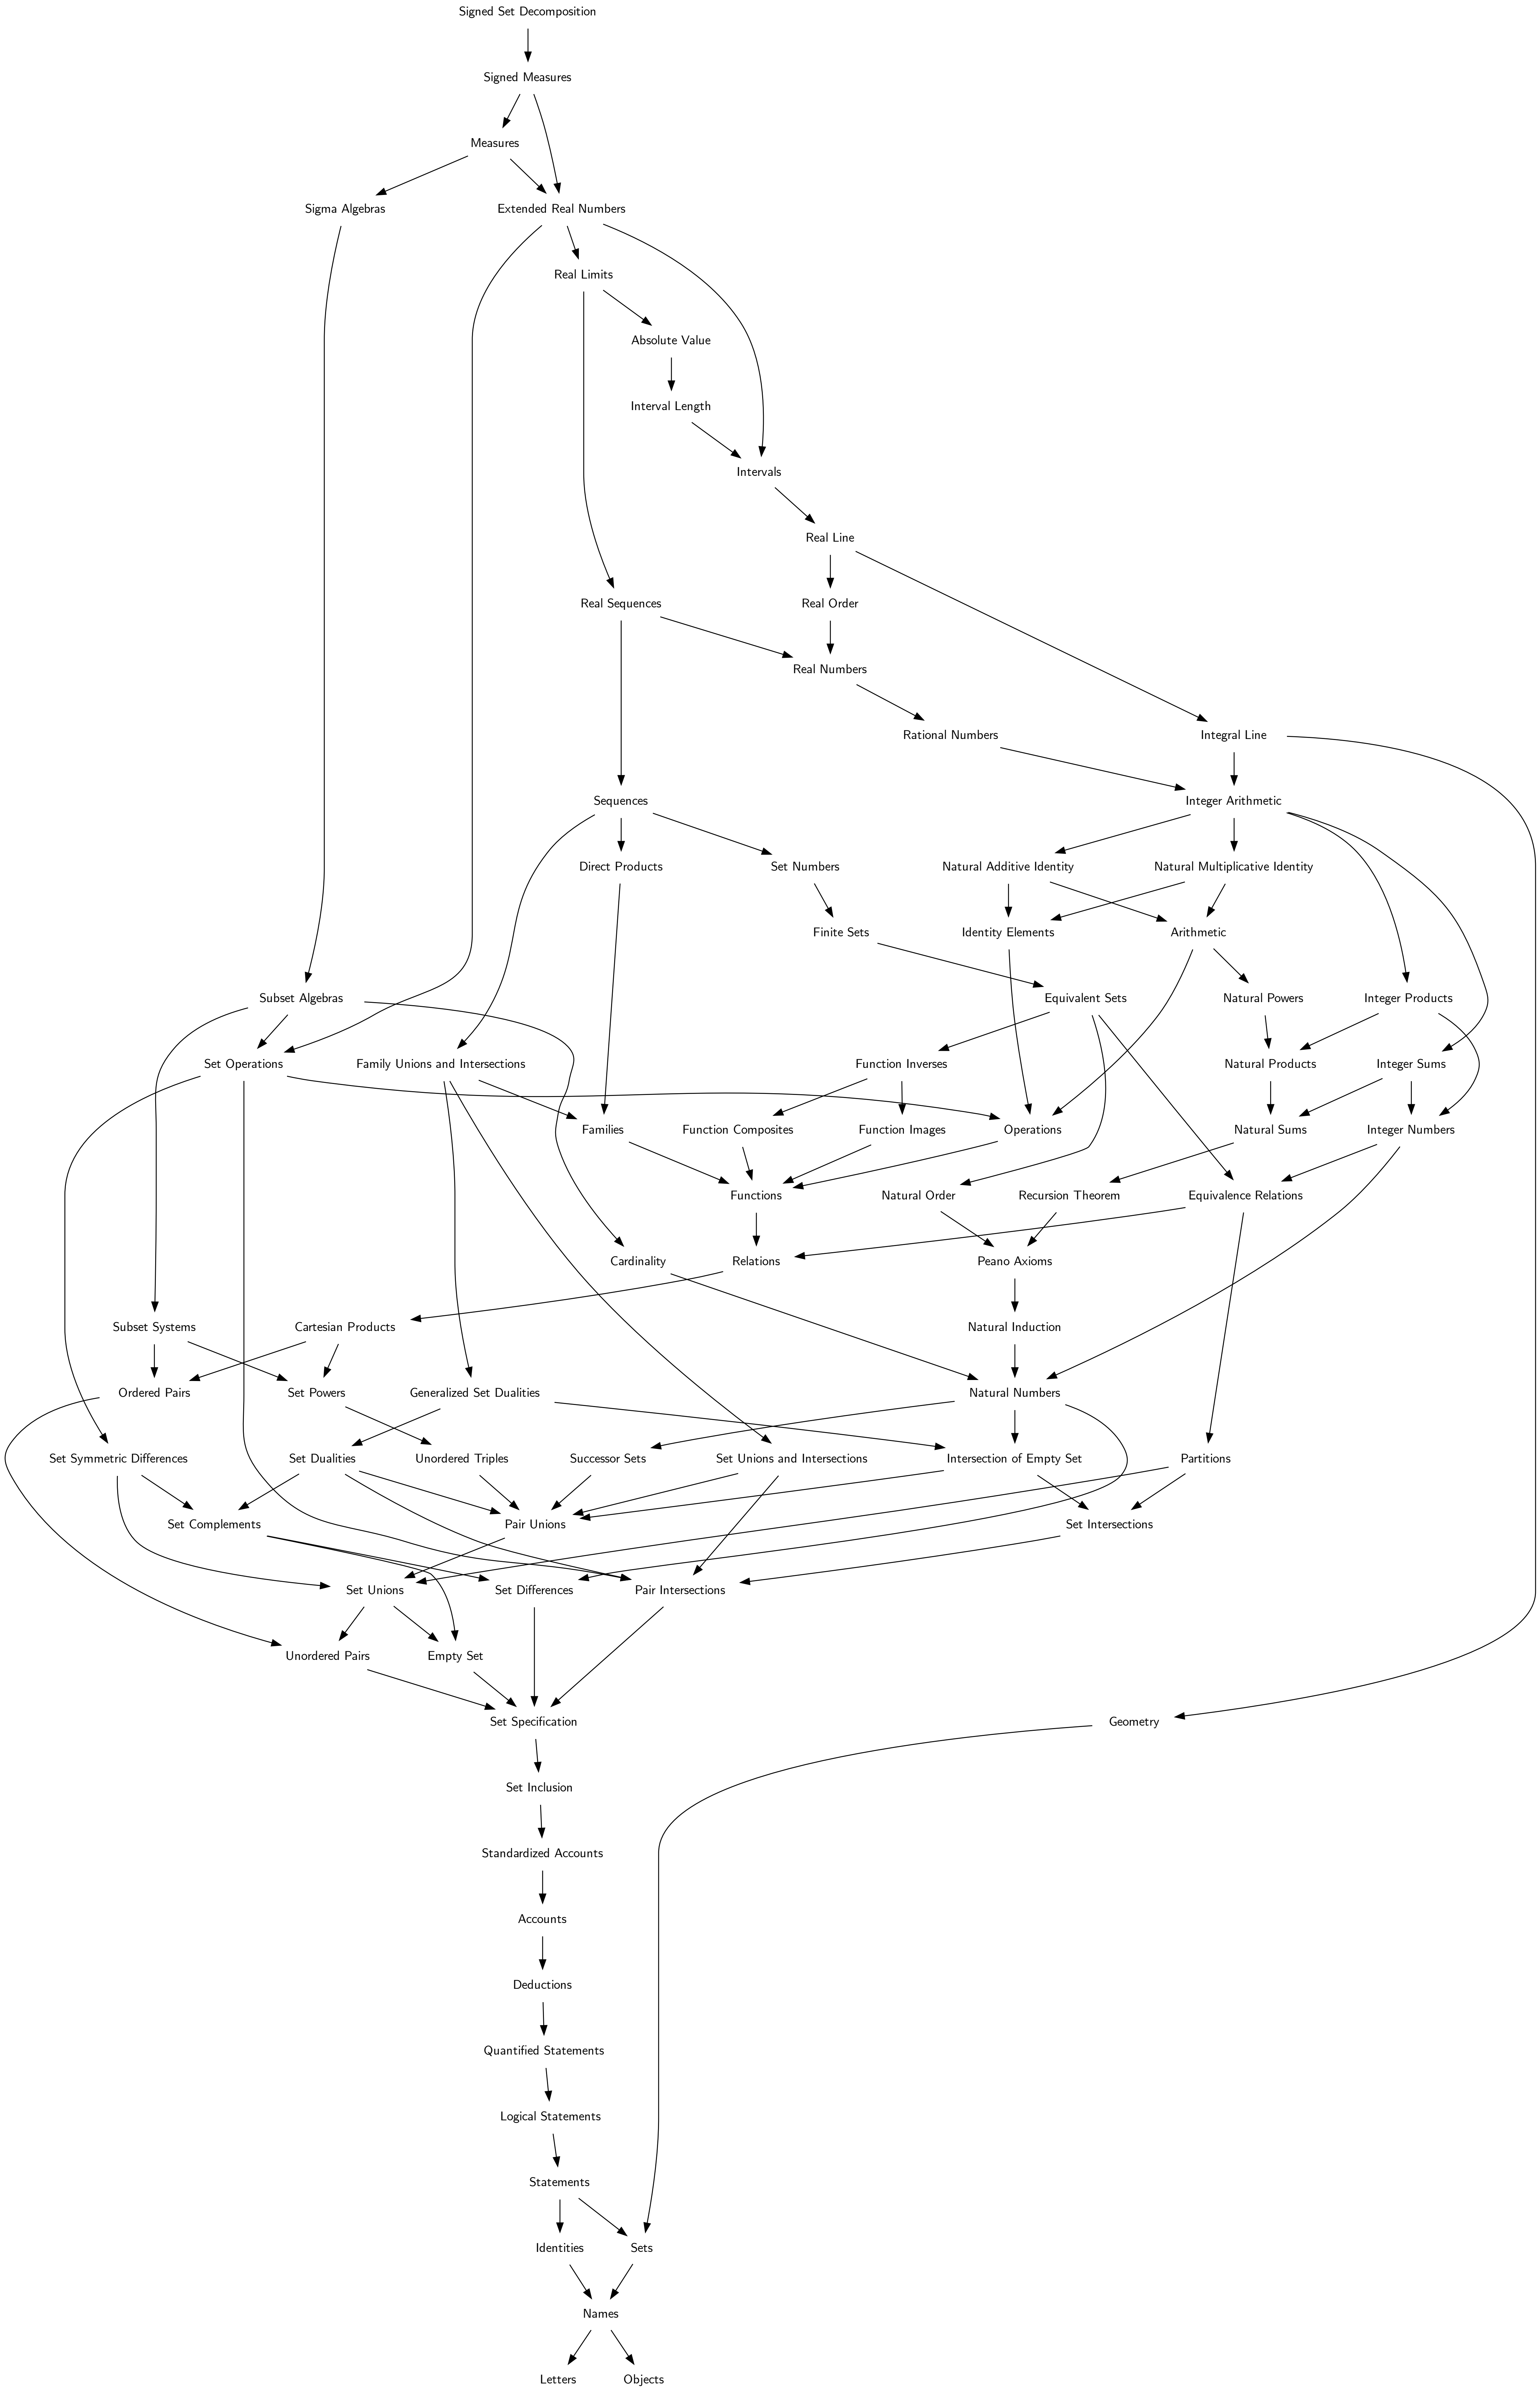 Signed Set Decomposition
Signed Measures
Measures
Sigma Algebras
Extended Real Numbers
Real Limits
Absolute Value
Interval Length
Intervals
Real Line
Real Sequences
Real Order
Real Numbers
Rational Numbers
Integral Line
Sequences
Integer Arithmetic
Direct Products
Set Numbers
Natural Additive Identity
Natural Multiplicative Identity
Finite Sets
Identity Elements
Arithmetic
Subset Algebras
Equivalent Sets
Natural Powers
Integer Products
Set Operations
Family Unions and Intersections
Function Inverses
Natural Products
Integer Sums
Families
Function Composites
Function Images
Operations
Natural Sums
Integer Numbers
Functions
Natural Order
Recursion Theorem
Equivalence Relations
Cardinality
Relations
Peano Axioms
Subset Systems
Cartesian Products
Natural Induction
Ordered Pairs
Set Powers
Generalized Set Dualities
Natural Numbers
Set Symmetric Differences
Set Dualities
Unordered Triples
Successor Sets
Set Unions and Intersections
Intersection of Empty Set
Partitions
Set Complements
Pair Unions
Set Intersections
Set Unions
Set Differences
Pair Intersections
Unordered Pairs
Empty Set
Set Specification
Geometry
Set Inclusion
Standardized Accounts
Accounts
Deductions
Quantified Statements
Logical Statements
Statements
Identities
Sets
Names
Letters
Objects